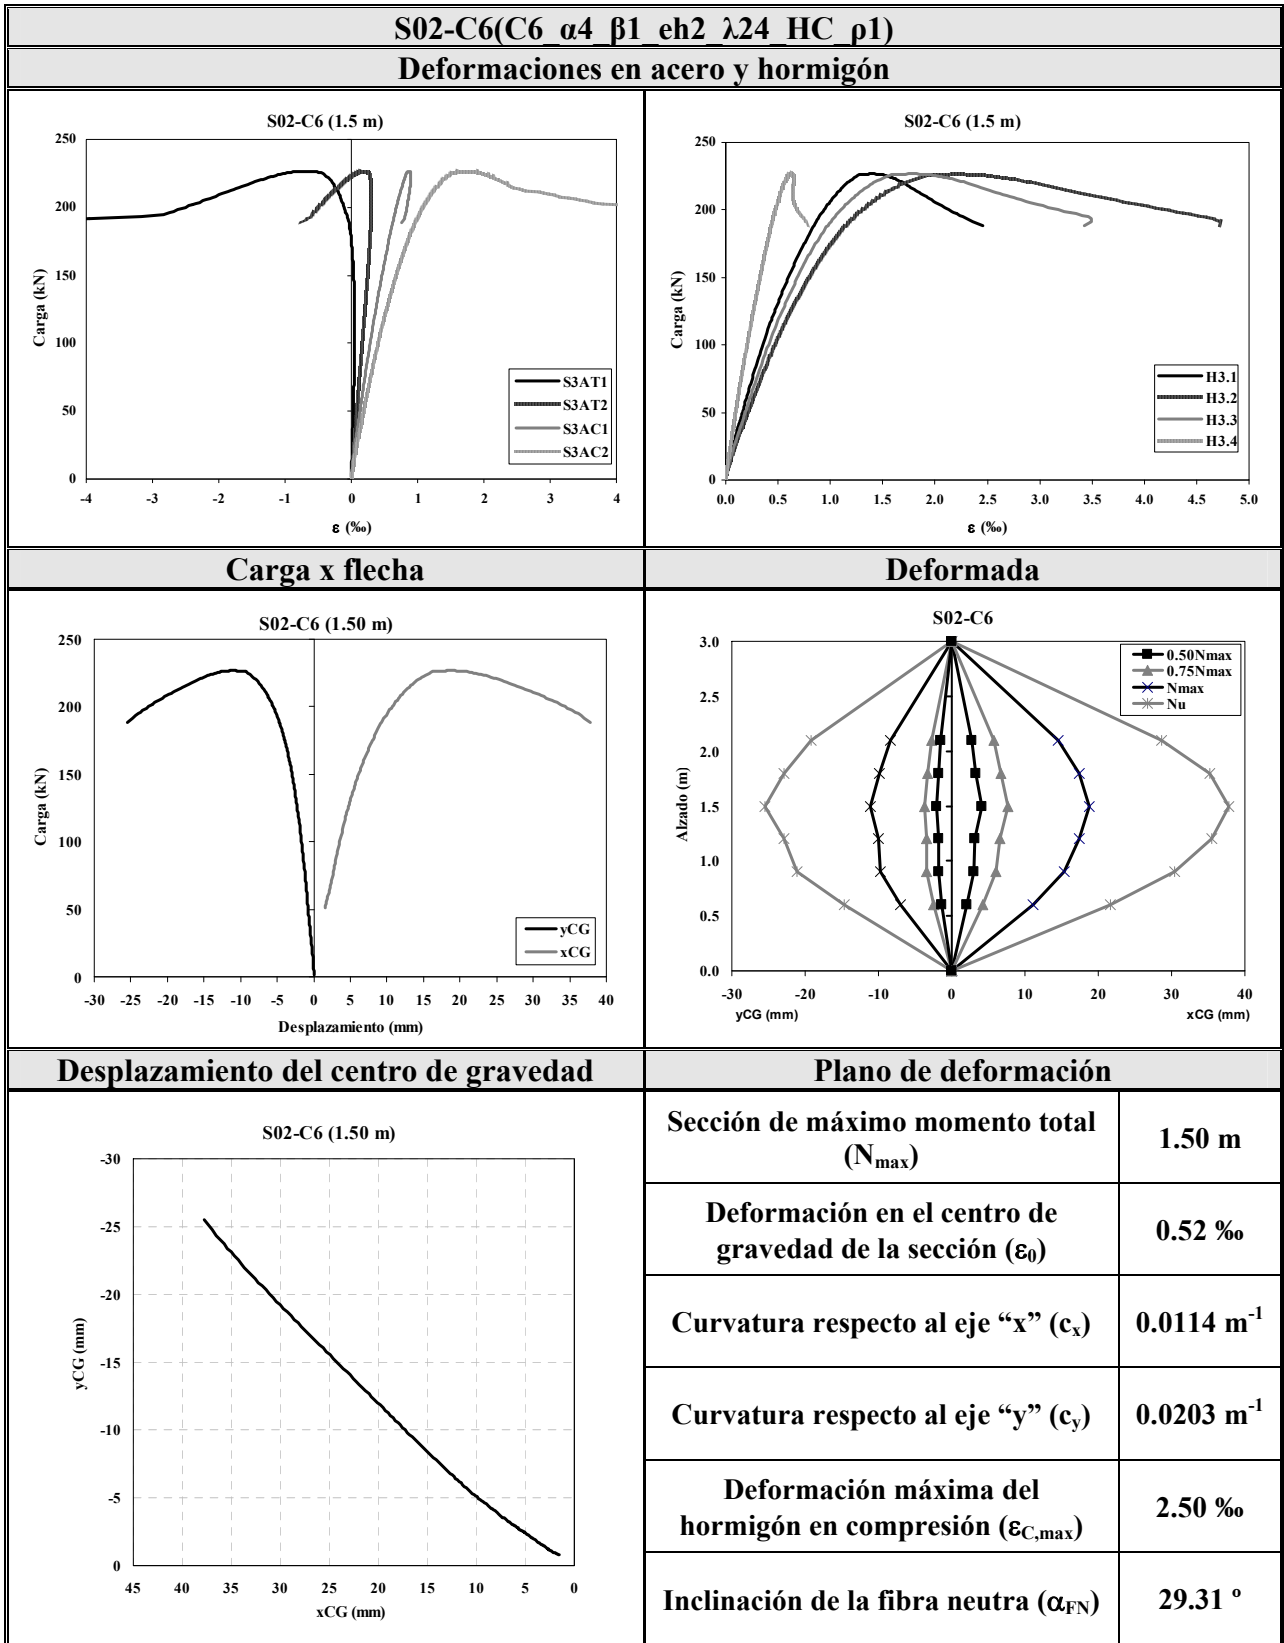 S02-C6(C6_α4_β1_eh2_λ24_HC_ρ1)
Deformaciones en acero y hormigón
S02-C6 (1.5 m)
250
200
150
100
50
0
-4 -3 -2 -1 0 1 2 3 4
Carga (kN)
ε (‰)
S3AT1
S3AT2
S3AC1
S3AC2
S02-C6 (1.5 m)
250
200
150
100
50
0
0.0 0.5 1.0 1.5 2.0 2.5 3.0 3.5 4.0 4.5 5.0
Carga (kN)
ε (‰)
H3.1
H3.2
H3.3
H3.4
Carga x flecha
Deformada
S02-C6 (1.50 m)
250
200
150
100
50
0
-30 -25 -20 -15 -10 -5 0 5 10 15 20 25 30 35 40
Carga (kN)
Desplazamiento (mm)
yCG
xCG
S02-C6
3.0
2.5
2.0
1.5
1.0
0.5
0.0
-30 -20 -10 0 10 20 30 40
Alzado (m)
yCG (mm)
xCG (mm)
0.50Nmax
0.75Nmax
Nmax
Nu
Desplazamiento del centro de gravedad
Plano de deformación
S02-C6 (1.50 m)
-30
-25
-20
-15
-10
-5
0
45 40 35 30 25 20 15 10 5 0
yCG (mm)
xCG (mm)
Sección de máximo momento total
(Nmax)
1.50 m
Deformación en el centro de
gravedad de la sección (ε0)
0.52 ‰
Curvatura respecto al eje “x” (cx)
0.0114 m-1
Curvatura respecto al eje “y” (cy)
0.0203 m-1
Deformación máxima del
hormigón en compresión (εC,max)
2.50 ‰
Inclinación de la fibra neutra (αFN)
29.31 º